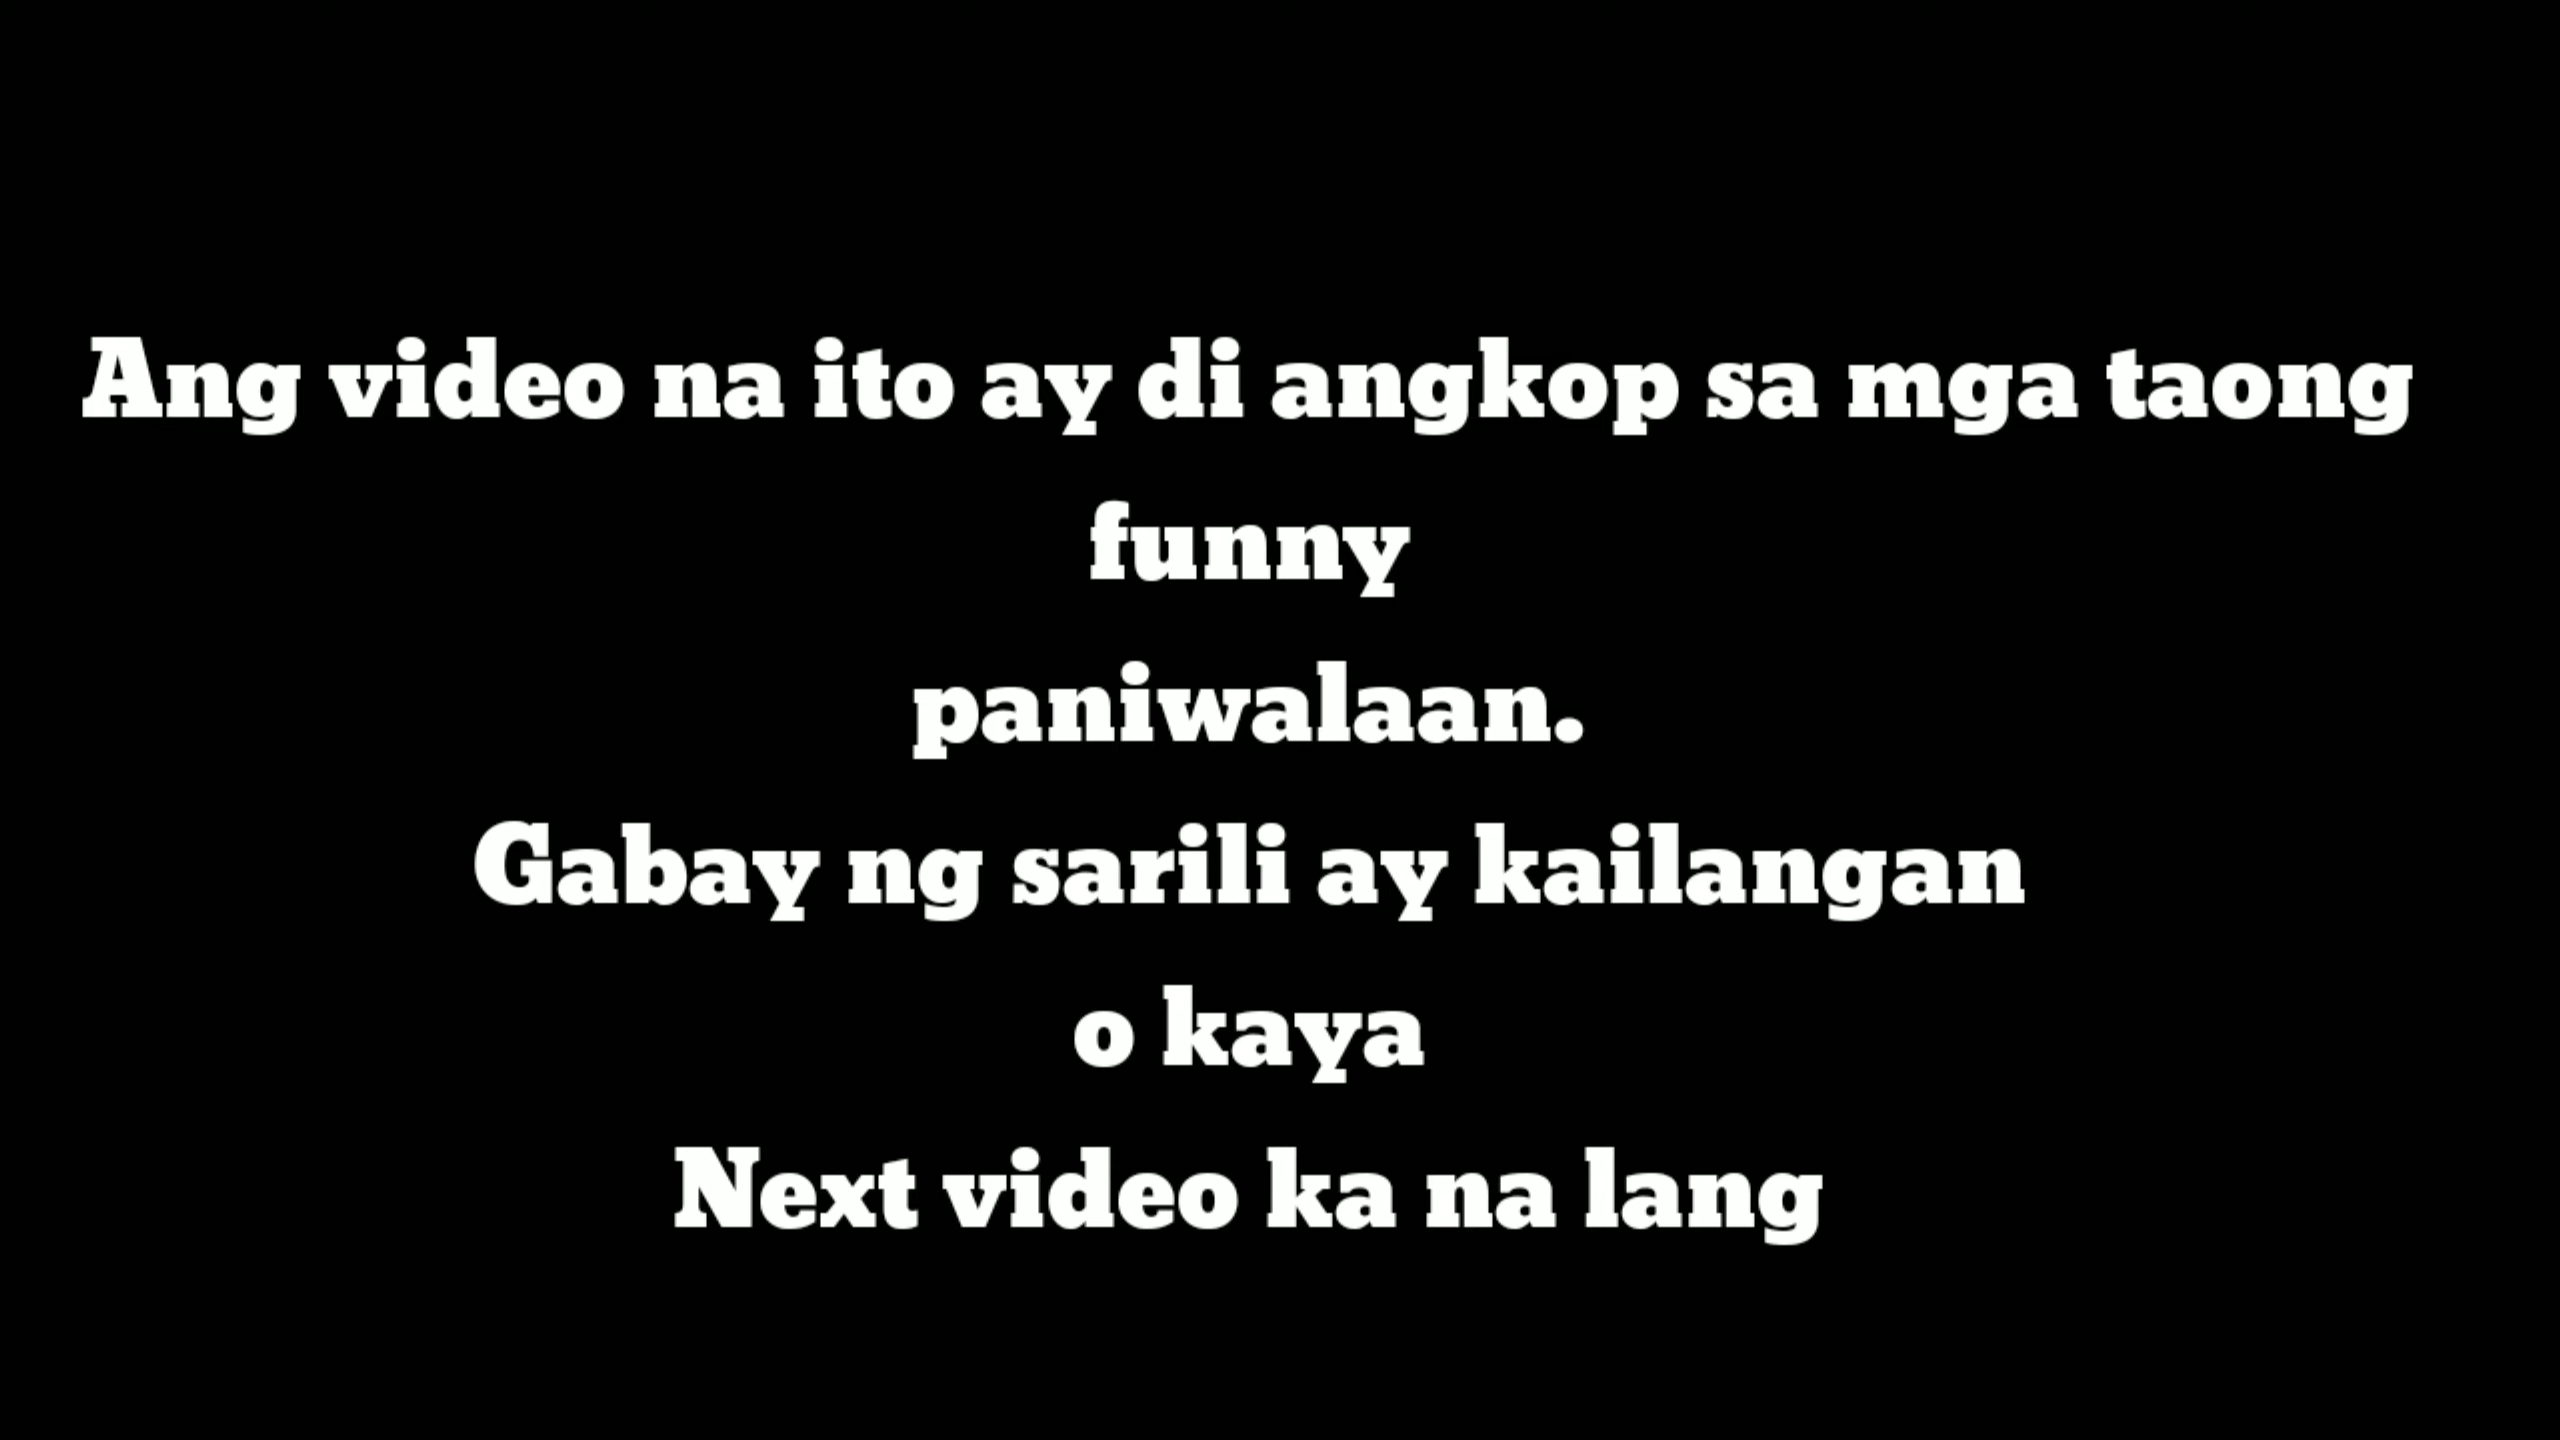 Ang video na ito ay di angkop sa mga taong
funny
paniwalaan.
Gabay ng sarili ay kailangan
o kaya
Next video ka na lang